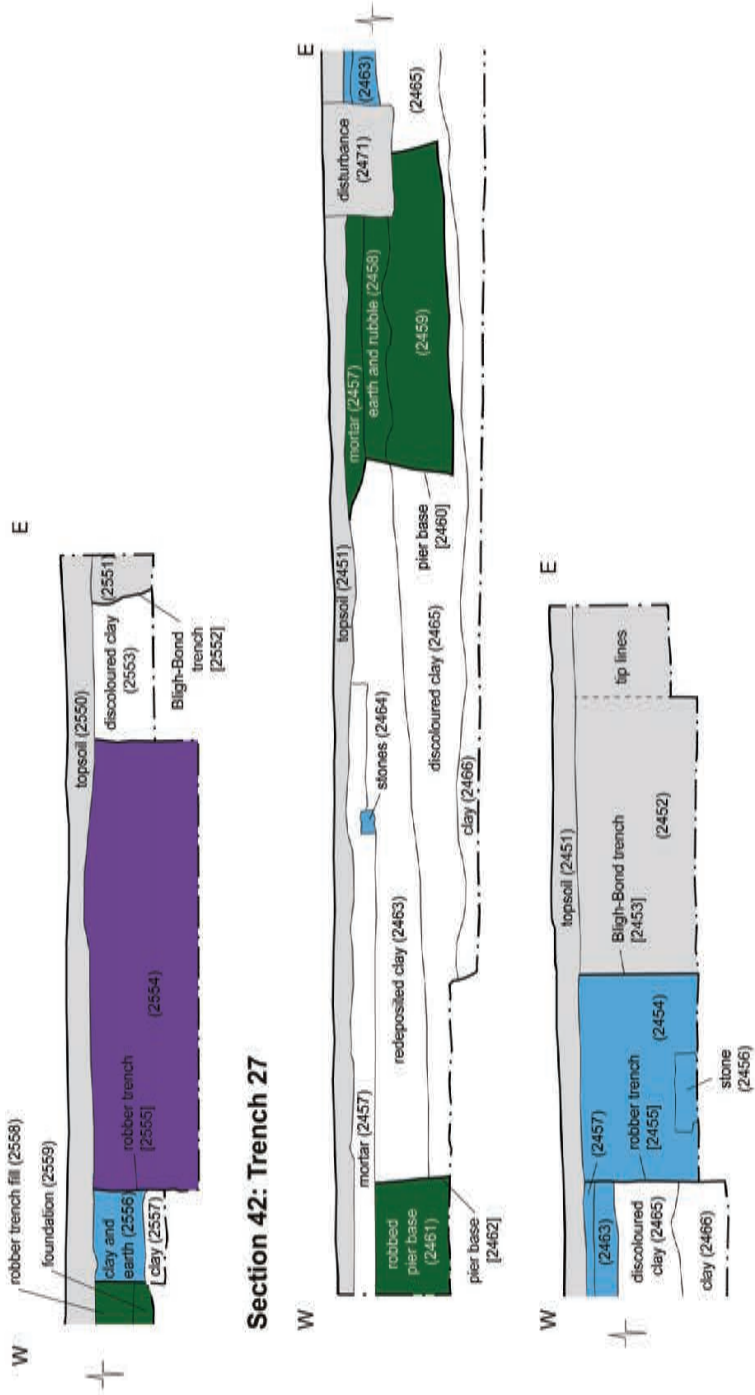 W
E
robber trench fill (2558)
foundation (2559)
topsoil (2550)
clay and
earth (2556)
clay (2557)
robber trench
[2555]
(2554)
discoloured clay
(2553)
(2551)
Bligh-Bond
trench
[2552]
Section 42: Trench 27
W
E
topsoil (2451)
mortar (2457)
robbed
pier base
(2461)
pier base
[2462]
redeposited clay (2463)
stones (2464)
discoloured clay (2465)
clay (2466)
mortar (2457)
earth and rubble (2458)
(2459)
pier base
[2460]
disturbance
(2471)
(2463)
(2465)
W
E
topsoil (2451)
(2457)
(2463)
discoloured
clay (2465)
clay (2466)
robber trench
[2455]
(2454)
stone
(2456)
Bligh-Bond trench
[2453]
(2452)
tip lines